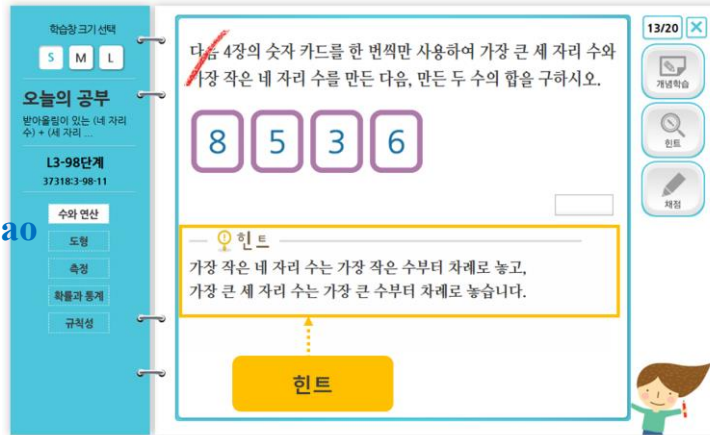 학습창 크기 선택
S M L
오늘의 공부
받아올림이 있는 (네 자리
수) + (세 자리 ...
L3-98단계
37318:3-98-11
수와 연산
ao
도형
측정
확률과 통계
규칙성
다음 4장의 숫자 카드를 한 번씩만 사용하여 가장 큰 세 자리 수와
가장 작은 네 자리 수를 만든 다음, 만든 두 수의 합을 구하시오.
8 5 3 6
힌트
가장 작은 네 자리 수는 가장 작은 수부터 차례로 놓고,
가장 큰 세 자리 수는 가장 큰 수부터 차례로 놓습니다.
힌트
13/20
개념학습
힌트
채점